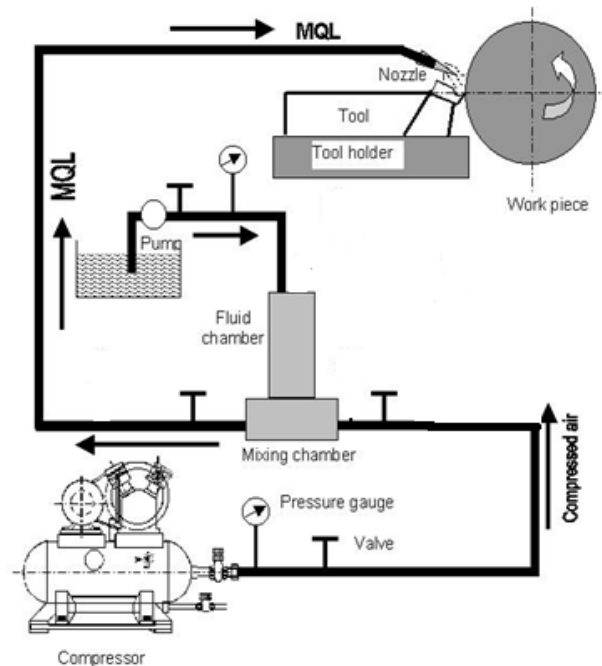 MQL
Nozzle
Tool
Tool holder
Work piece
MQL
Pump
Fluid
chamber
Mixing chamber
Compressed air
Pressure gauge
Valve
Compressor